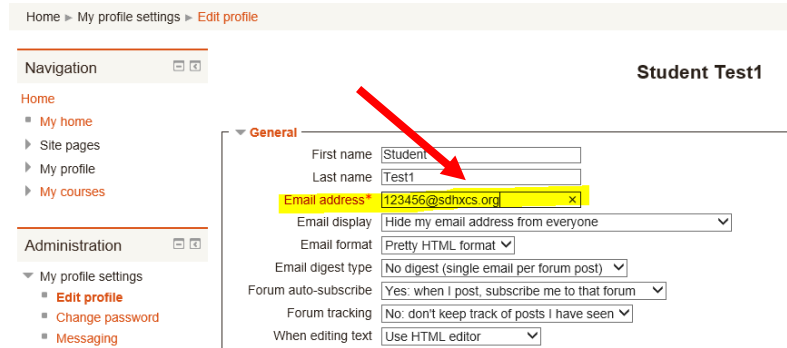 Home ► My profile settings ► Edit profile
Navigation
Home
My home
Site pages
My profile
My courses
Administration
My profile settings
Edit profile
Change password
Messaging
Student Test1
General
First name Student
Last name Test1
Email address* 123456@sdhxcs.org ×
Email display Hide my email address from everyone
Email format Pretty HTML format
Email digest type No digest (single email per forum post)
Forum auto-subscribe Yes: when I post, subscribe me to that forum
Forum tracking No: don't keep track of posts I have seen
When editing text Use HTML editor